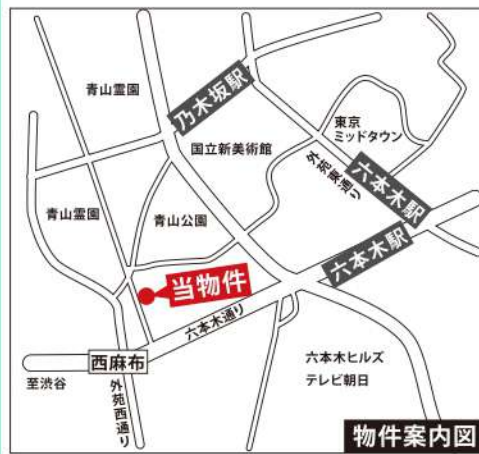 青山霊園
乃木坂駅
国立新美術館
東京
ミッドタウン
外苑東通り
六本木駅
青山霊園
青山公園
六本木駅
当物件
六本木通り
西麻布
至渋谷
外苑西通り
六本木ヒルズ
テレビ朝日
物件案内図